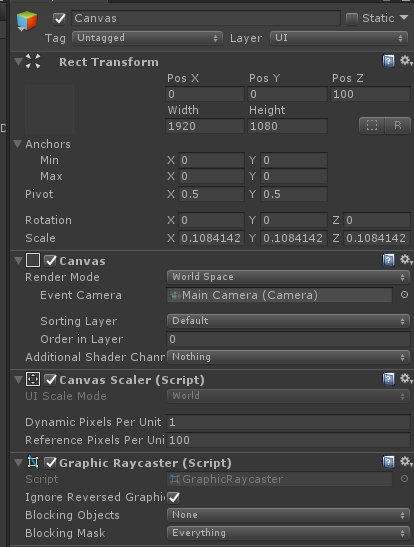 Canvas Static
Tag Untagged Layer UI
Rect Transform
Pos X Pos Y Pos Z
0 0 100
Width Height
1920 1080
R
Anchors
Min X 0 Y 0
Max X 0 Y 0
Pivot X 0.5 Y 0.5
Rotation X 0 Y 0 Z 0
Scale X 0.1084142 Y 0.1084142 Z 0.1084142
Canvas
Render Mode World Space
Event Camera Main Camera (Camera)
Sorting Layer Default
Order in Layer 0
Additional Shader Chann Nothing
Canvas Scaler (Script)
UI Scale Mode World
Dynamic Pixels Per Unit 1
Reference Pixels Per Uni 100
Graphic Raycaster (Script)
Script GraphicRaycaster
Ignore Reversed Graphi
Blocking Objects None
Blocking Mask Everything